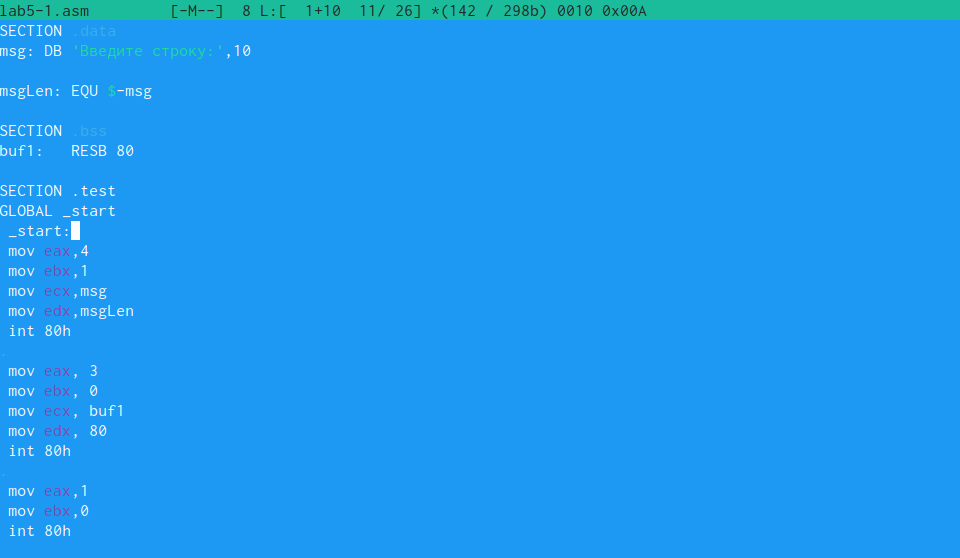 lab5-1.asm         [-M--]  8 L:[  1+10  11/ 26] *(142 / 298b) 0010 0x00A
SECTION .data
msg: DB 'Введите строку:',10
msgLen: EQU $-msg
SECTION .bss
buf1:   RESB 80
SECTION .test
GLOBAL _start
_start:
mov eax,4
mov ebx,1
mov ecx,msg
mov edx,msgLen
int 80h
.
mov eax, 3
mov ebx, 0
mov ecx, buf1
mov edx, 80
int 80h
.
mov eax,1
mov ebx,0
int 80h